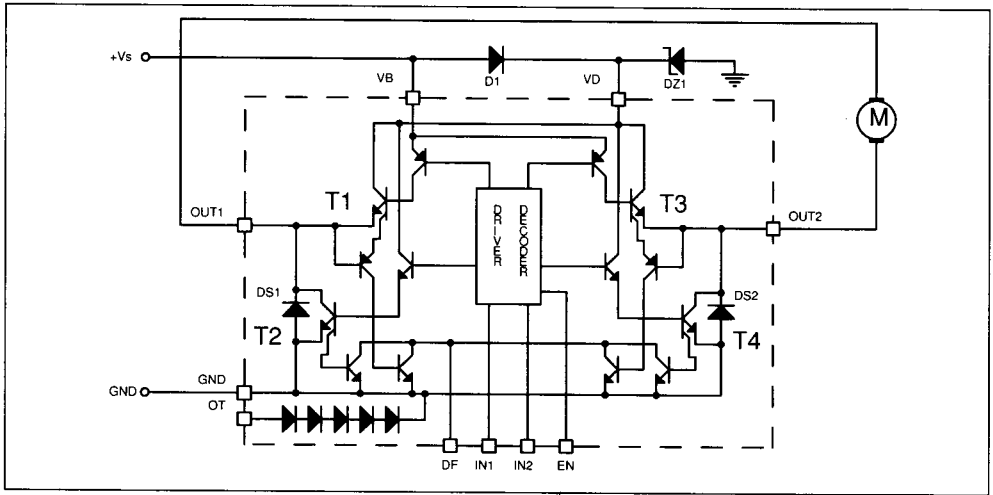 +Vs
VB
D1
VD
DZ1
M
T1
T3
OUT1
DRIVER
DECODER
OUT2
DS1
DS2
T2
T4
GND
GND
OT
DF
IN1
IN2
EN